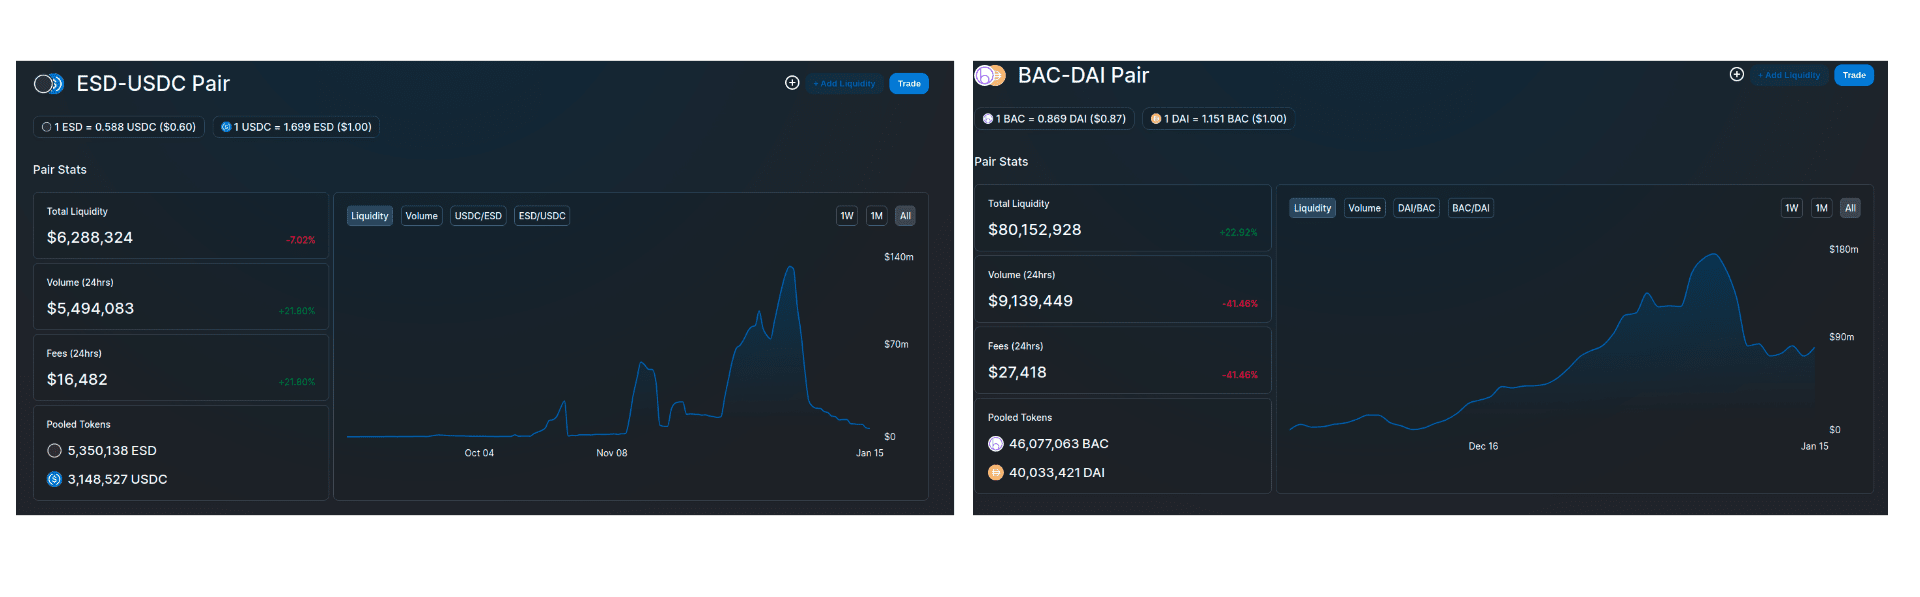 ESD-USDC Pair
+ Add Liquidity
Trade
1 ESD = 0.588 USDC ($0.60)
1 USDC = 1.699 ESD ($1.00)
Pair Stats
Total Liquidity
$6,288,324
-7.02%
Volume (24hrs)
$5,494,083
+21.80%
Fees (24hrs)
$16,482
+21.80%
Pooled Tokens
5,350,138 ESD
3,148,527 USDC
Liquidity
Volume
USDC/ESD
ESD/USDC
1W
1M
All
$140m
$70m
$0
Oct 04
Nov 08
Jan 15
BAC-DAI Pair
+ Add Liquidity
Trade
1 BAC = 0.869 DAI ($0.87)
1 DAI = 1.151 BAC ($1.00)
Pair Stats
Total Liquidity
$80,152,928
+22.92%
Volume (24hrs)
$9,139,449
-41.46%
Fees (24hrs)
$27,418
-41.46%
Pooled Tokens
46,077,063 BAC
40,033,421 DAI
Liquidity
Volume
DAI/BAC
BAC/DAI
1W
1M
All
$180m
$90m
$0
Dec 16
Jan 15